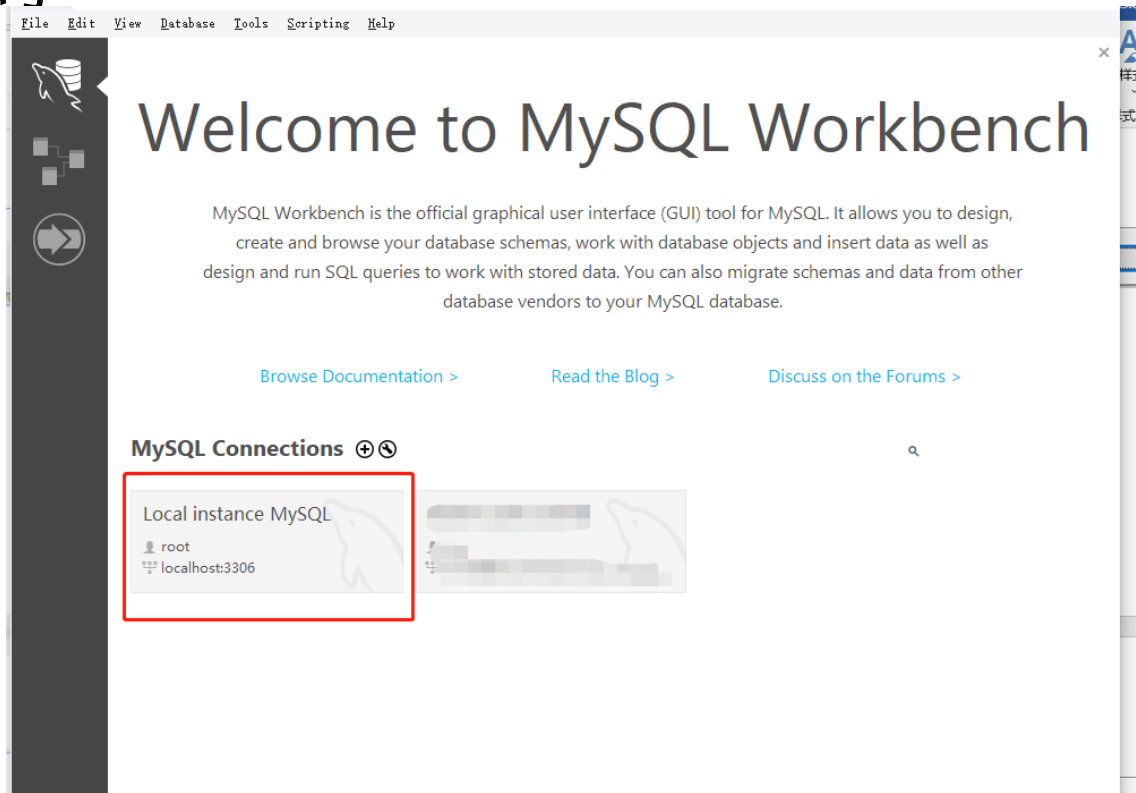 File Edit View Database Tools Scripting Help
Welcome to MySQL Workbench
MySQL Workbench is the official graphical user interface (GUI) tool for MySQL. It allows you to design,
create and browse your database schemas, work with database objects and insert data as well as
design and run SQL queries to work with stored data. You can also migrate schemas and data from other
database vendors to your MySQL database.
Browse Documentation > Read the Blog > Discuss on the Forums >
MySQL Connections
Local instance MySQL
root
localhost:3306